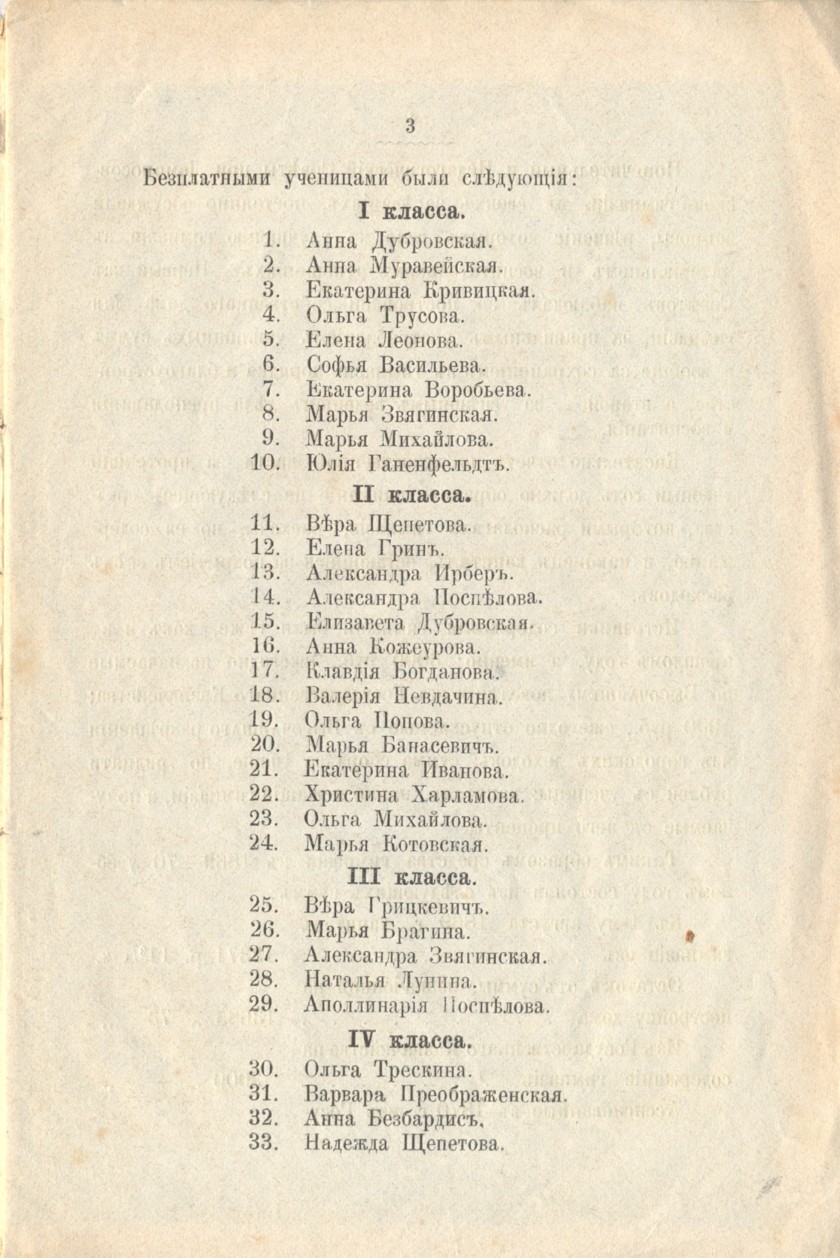 3
Безплатными ученицами были слѣдующія:
I класса.
1. Анна Дубровская.
2. Анна Муравейская.
3. Екатерина Кривицкая.
4. Ольга Трусова.
5. Елена Леонова.
6. Софья Васильева.
7. Екатерина Воробьева.
8. Марья Звягинская.
9. Марья Михайлова.
10. Юлія Ганенфельдтъ.
II класса.
11. Вѣра Щепетова.
12. Елена Гринъ.
13. Александра Ирберъ.
14. Александра Поспѣлова.
15. Елизавета Дубровская.
16. Анна Кожеурова.
17. Клавдія Богданова.
18. Валерія Невдачина.
19. Ольга Попова.
20. Марья Банасевичъ.
21. Екатерина Иванова.
22. Христина Харламова.
23. Ольга Михайлова.
24. Марья Котовская.
III класса.
25. Вѣра Грицкевичъ.
26. Марья Брагина.
27. Александра Звягинская.
28. Наталья Лунина.
29. Аполлинарія Поспѣлова.
IV класса.
30. Ольга Трескина.
31. Варвара Преображенская.
32. Анна Безбардисъ.
33. Надежда Щепетова.